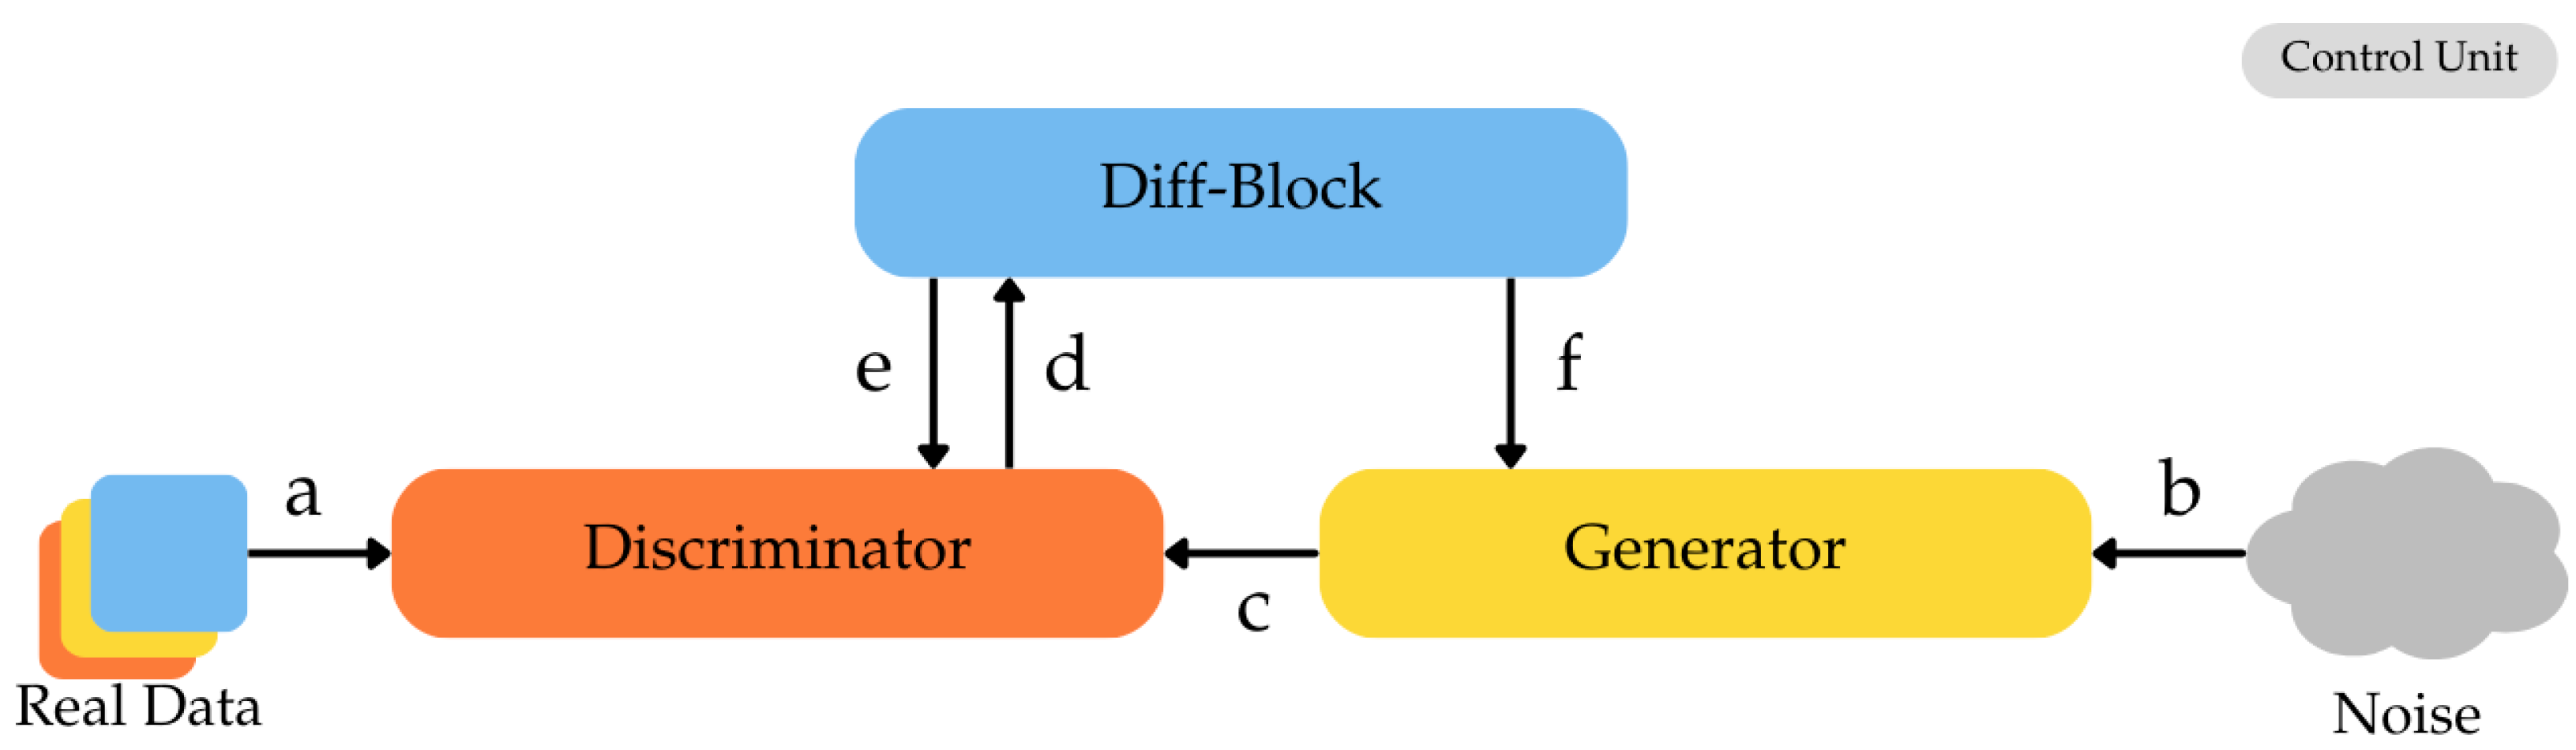 Control Unit
Diff-Block
e
d
f
a
b
Discriminator
Generator
c
Real Data
Noise